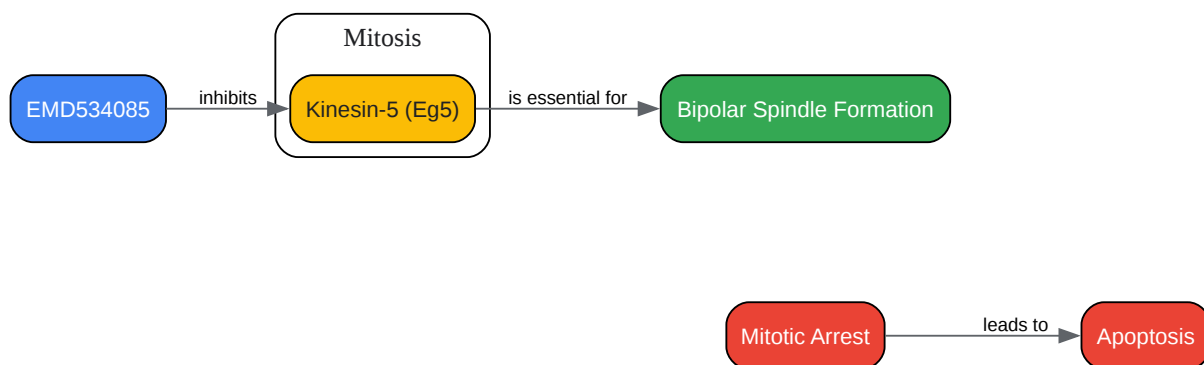 Mitosis
EMD534085
inhibits
Kinesin-5 (Eg5)
is essential for
Bipolar Spindle Formation
Mitotic Arrest
leads to
Apoptosis